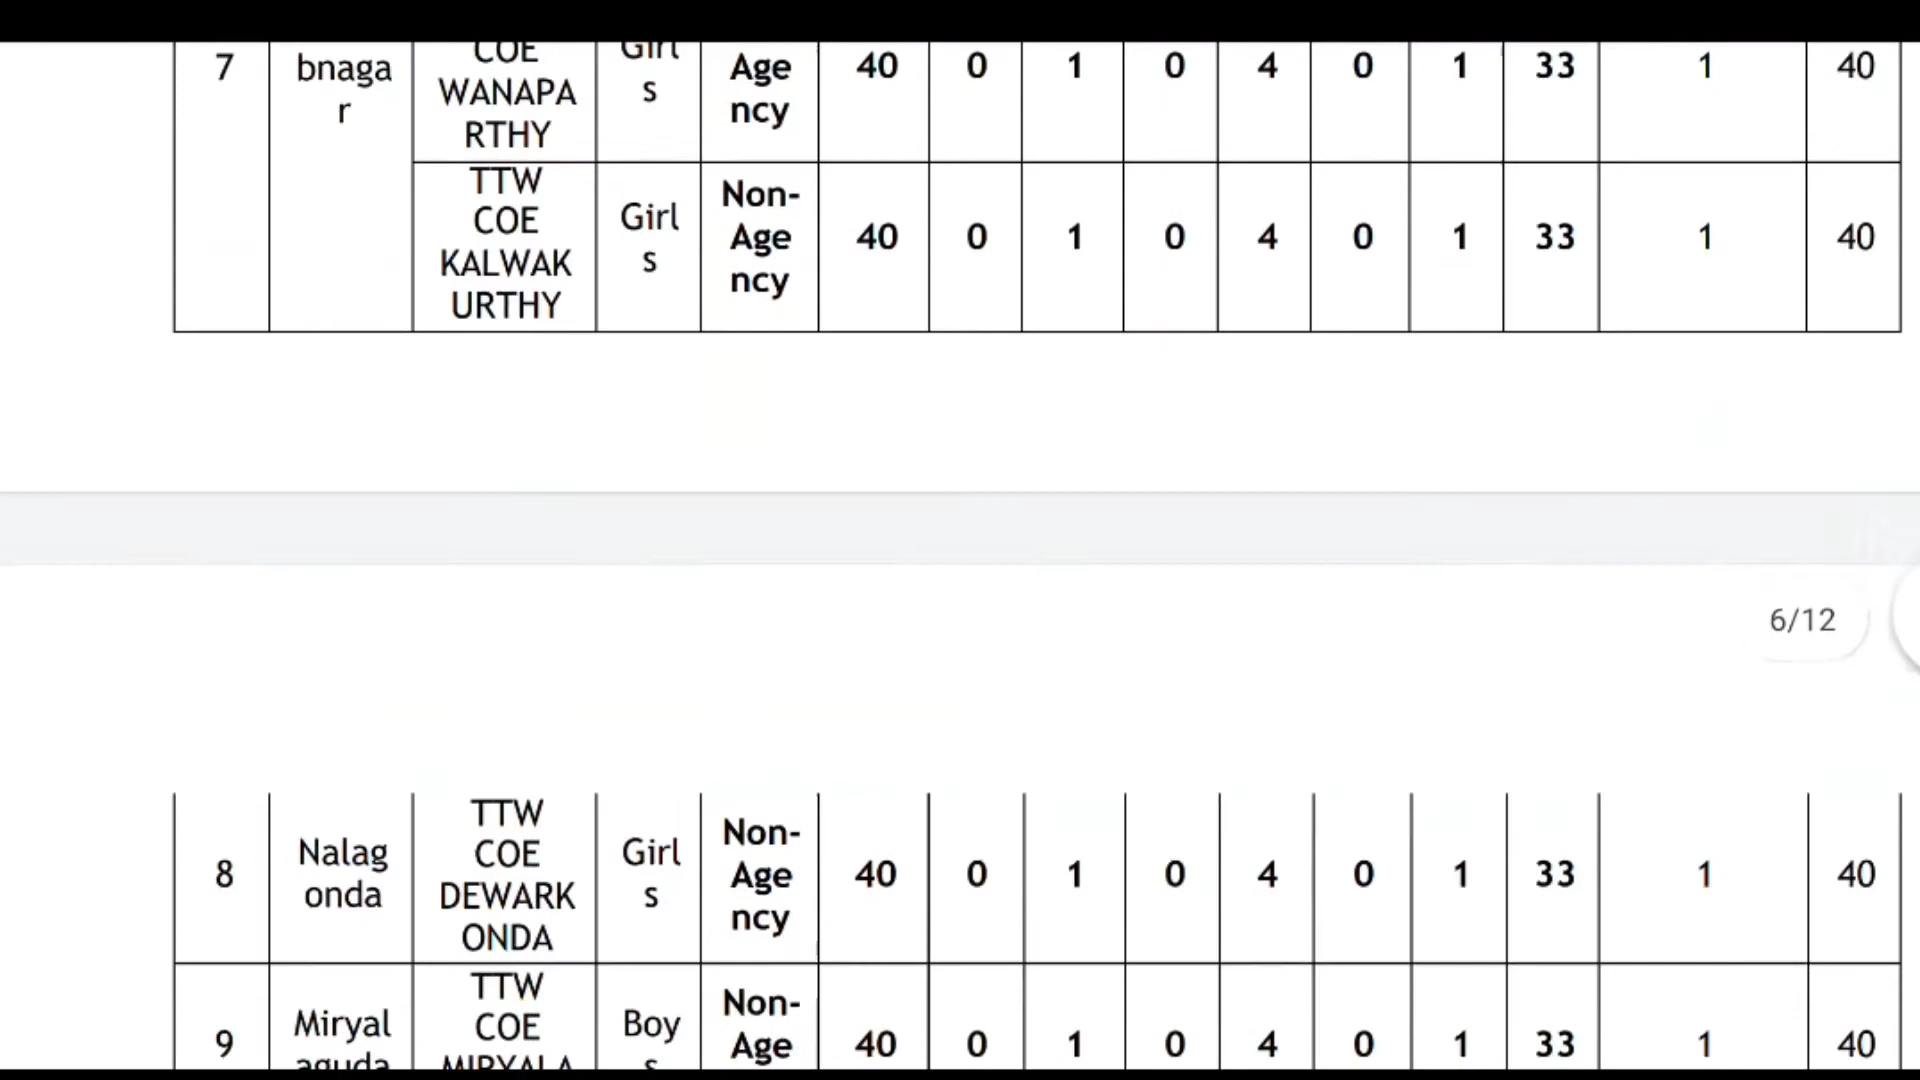 7 bnaga COE Girl Age 40 0 1 0 4 0 1 33 1 40
r WANAPA s ncy
RTHY
TTW
COE Girl Non-
KALWAK s Age 40 0 1 0 4 0 1 33 1 40
URTHY ncy
6/12
TTW
8 Nalag COE Girl Non- 40 0 1 0 4 0 1 33 1 40
onda DEWARK s Age
ONDA ncy
TTW
9 Miryal COE Boy Non- 40 0 1 0 4 0 1 33 1 40
aguda MIRYALA s Age